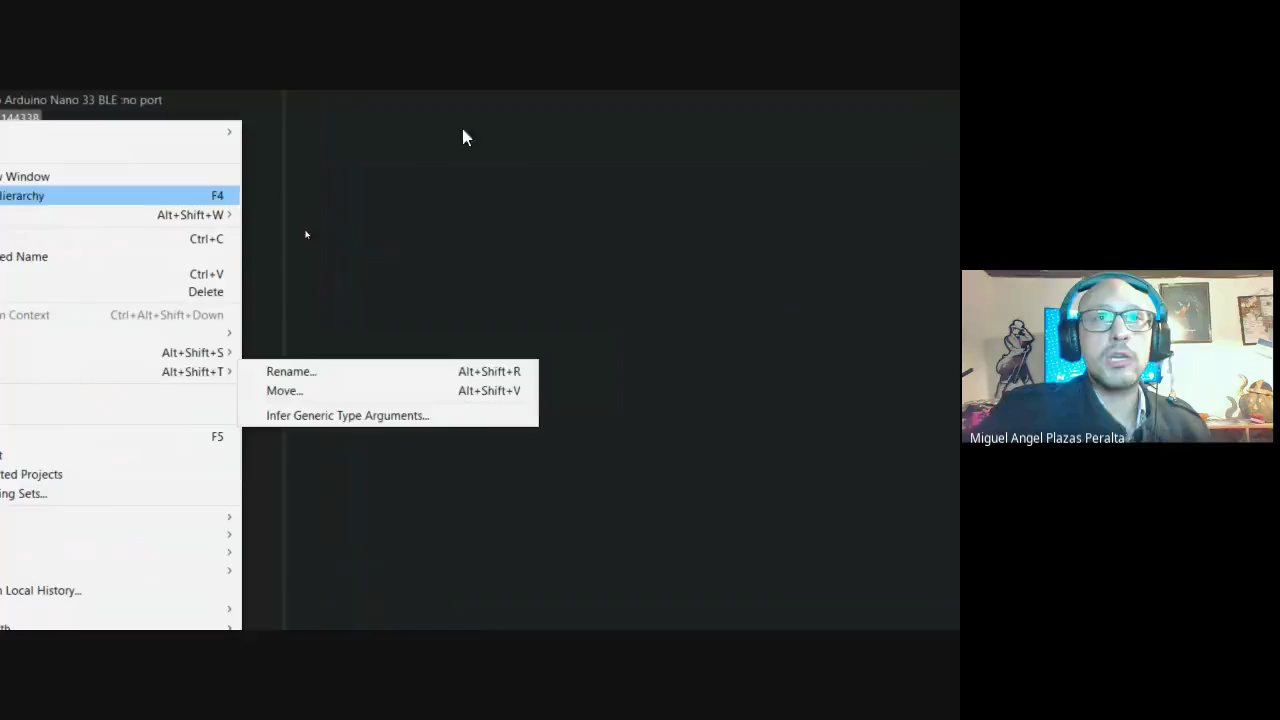 Arduino Nano 33 BLE :no port
144338
Window
Hierarchy F4
Alt+Shift+W
Ctrl+C
ed Name
Ctrl+V
Delete
Context Ctrl+Alt+Shift+Down
Alt+Shift+S
Alt+Shift+T
Rename... Alt+Shift+R
Move... Alt+Shift+V
Infer Generic Type Arguments...
F5
t
ted Projects
ing Sets...
Local History...
Miguel Angel Plazas Peralta